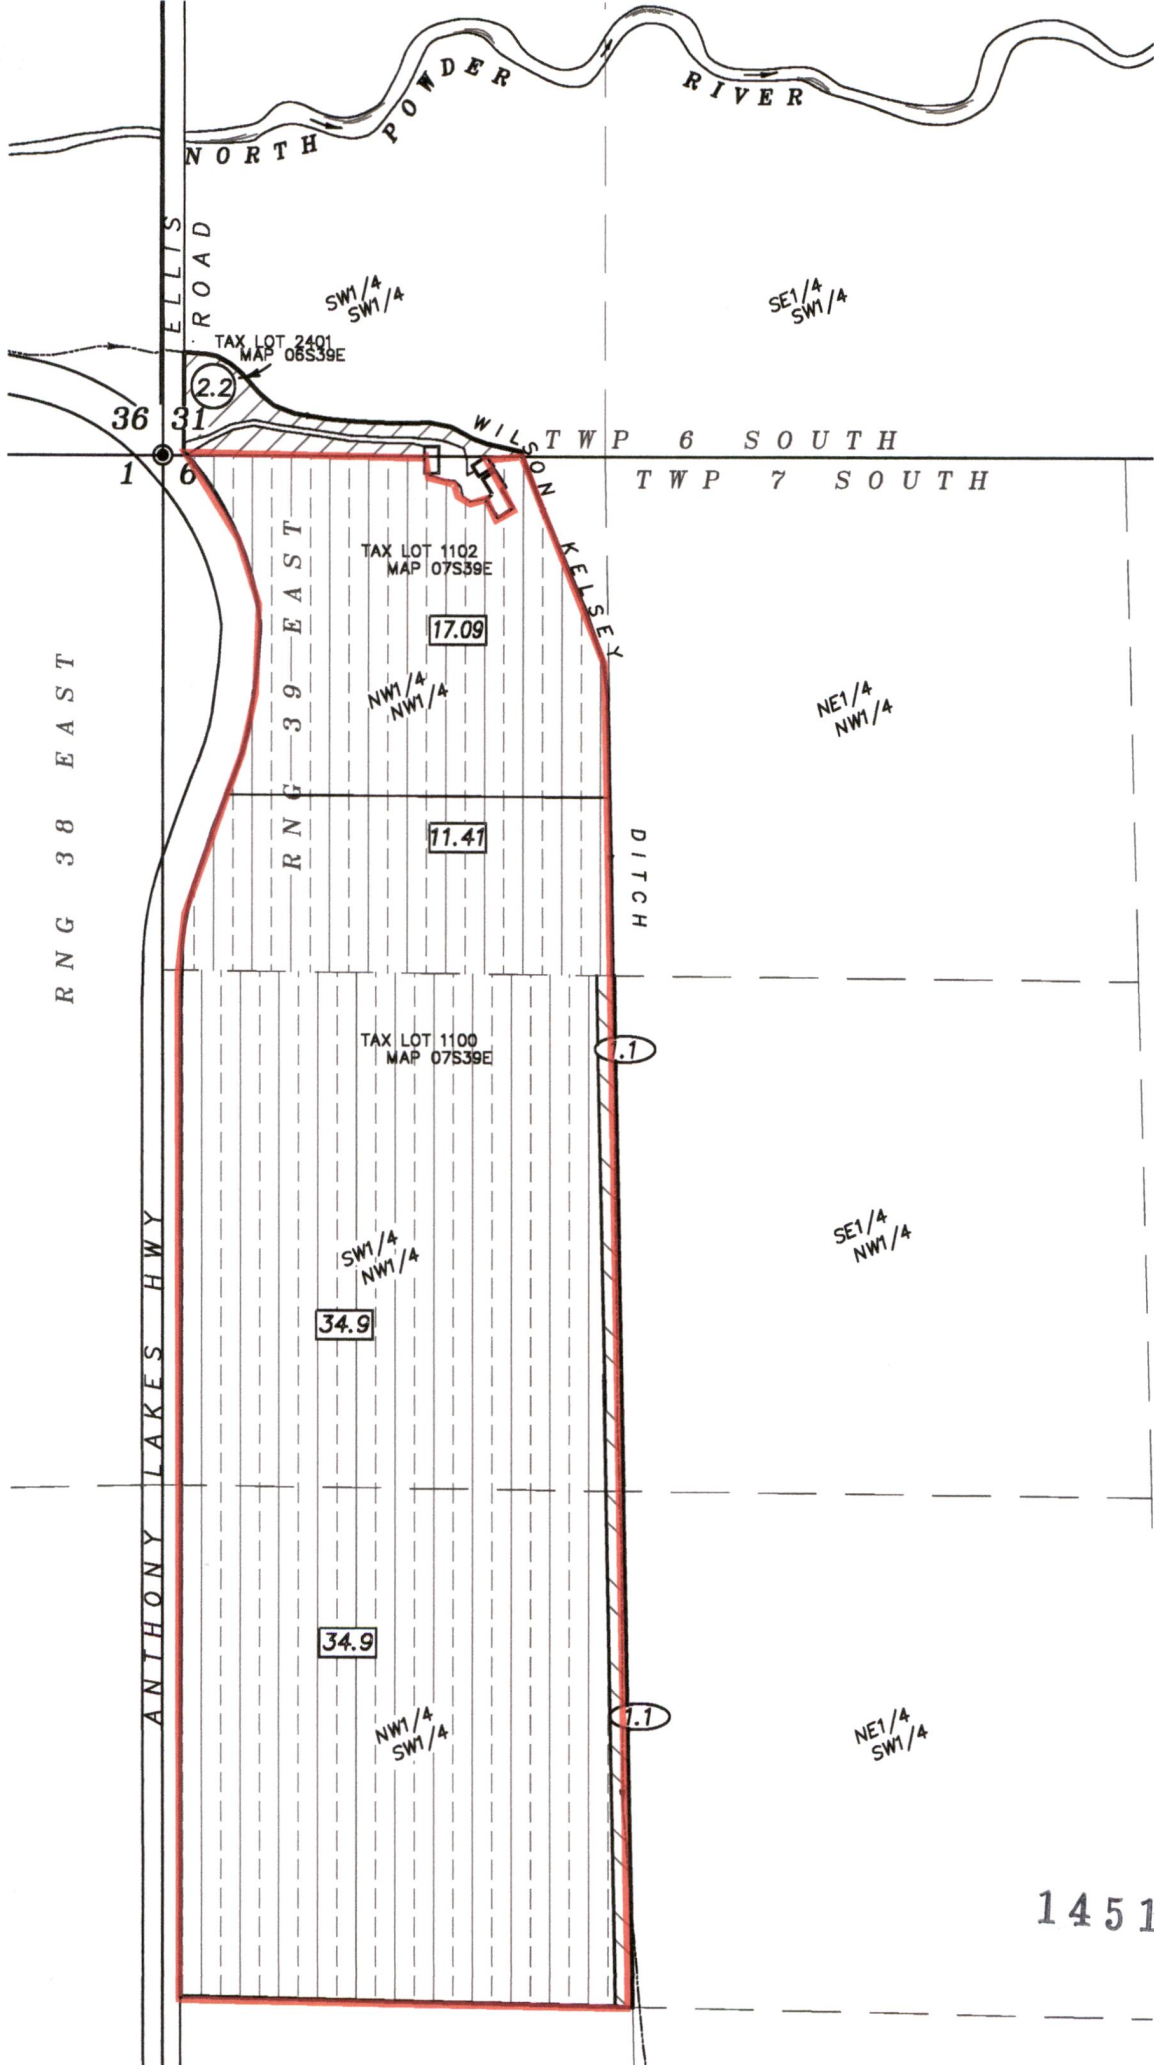 NORTH POWDER RIVER
ELLIS
ROAD
SW1/4
SW1/4
SE1/4
SW1/4
TAX LOT 2401
MAP 06S39E
2.2
36 31
1 6
WILSON KELSEY DITCH
TWP 6 SOUTH
TWP 7 SOUTH
RNG 38 EAST
RNG 39 EAST
TAX LOT 1102
MAP 07S39E
17.09
NW1/4
NW1/4
NE1/4
NW1/4
11.41
TAX LOT 1100
MAP 07S39E
1.1
SW1/4
NW1/4
SE1/4
NW1/4
34.9
ANTHONY LAKES HWY
34.9
1.1
NW1/4
SW1/4
NE1/4
SW1/4
1451